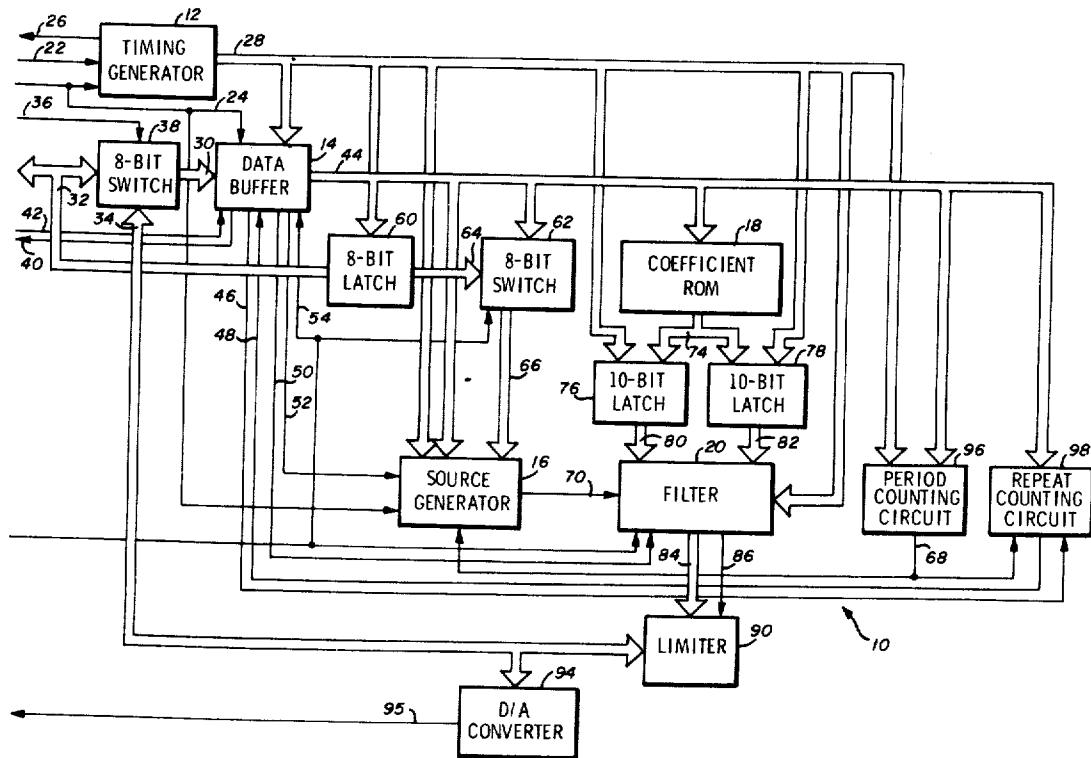 26
12
22
TIMING
GENERATOR
28
24
36
38
30
14
44
8-BIT
SWITCH
DATA
BUFFER
32
42
34
40
60
62
64
18
8-BIT
LATCH
8-BIT
SWITCH
COEFFICIENT
ROM
46
54
48
74
78
50
66
52
76
10-BIT
LATCH
10-BIT
LATCH
80
20
82
16
96
98
SOURCE
GENERATOR
70
FILTER
PERIOD
COUNTING
CIRCUIT
REPEAT
COUNTING
CIRCUIT
84
86
68
LIMITER
90
10
94
95
D/A
CONVERTER